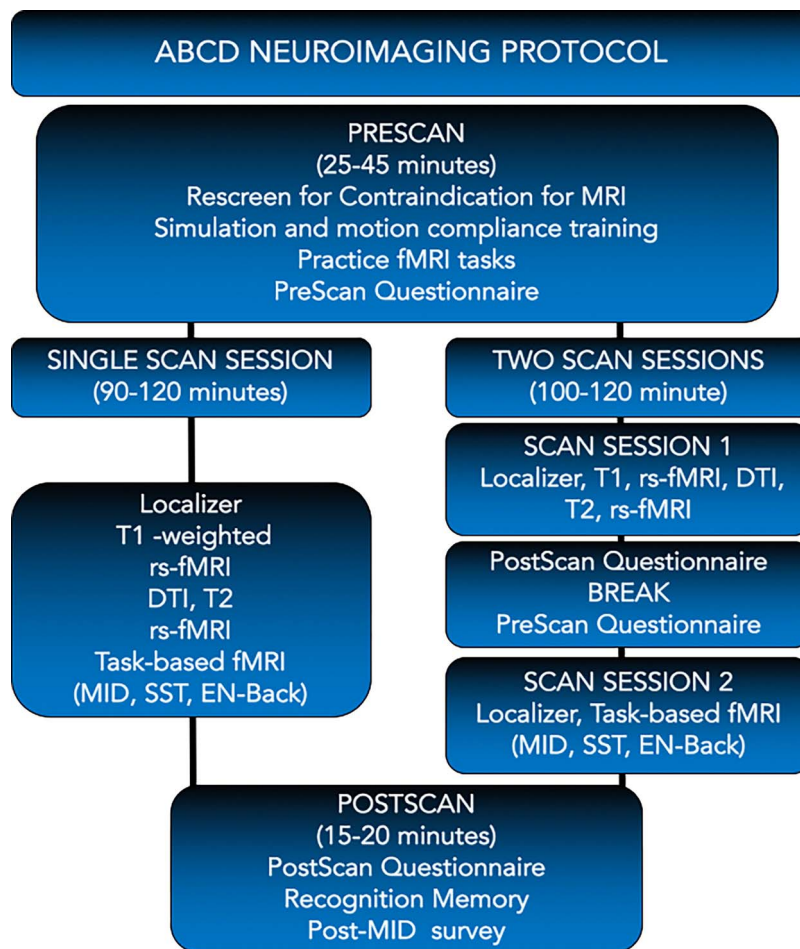 ABCD NEUROIMAGING PROTOCOL
PRESCAN
(25-45 minutes)
Rescreen for Contraindication for MRI
Simulation and motion compliance training
Practice fMRI tasks
PreScan Questionnaire
SINGLE SCAN SESSION
(90-120 minutes)
Localizer
T1 -weighted
rs-fMRI
DTI, T2
rs-fMRI
Task-based fMRI
(MID, SST, EN-Back)
TWO SCAN SESSIONS
(100-120 minute)
SCAN SESSION 1
Localizer, T1, rs-fMRI, DTI,
T2, rs-fMRI
PostScan Questionnaire
BREAK
PreScan Questionnaire
SCAN SESSION 2
Localizer, Task-based fMRI
(MID, SST, EN-Back)
POSTSCAN
(15-20 minutes)
PostScan Questionnaire
Recognition Memory
Post-MID survey